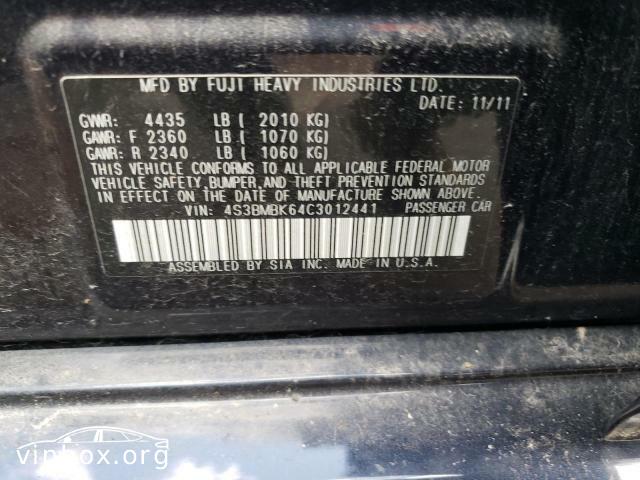 MFD BY FUJI HEAVY INDUSTRIES LTD.
DATE: 11/11
GVWR: 4435 LB ( 2010 KG)
GAWR: F 2360 LB ( 1070 KG)
GAWR: R 2340 LB ( 1060 KG)
THIS VEHICLE CONFORMS TO ALL APPLICABLE FEDERAL MOTOR
VEHICLE SAFETY, BUMPER, AND THEFT PREVENTION STANDARDS
IN EFFECT ON THE DATE OF MANUFACTURE SHOWN ABOVE.
VIN: 4S3BMBK64C3012441 PASSENGER CAR
ASSEMBLED BY SIA INC. MADE IN U.S.A.
vinbox.org